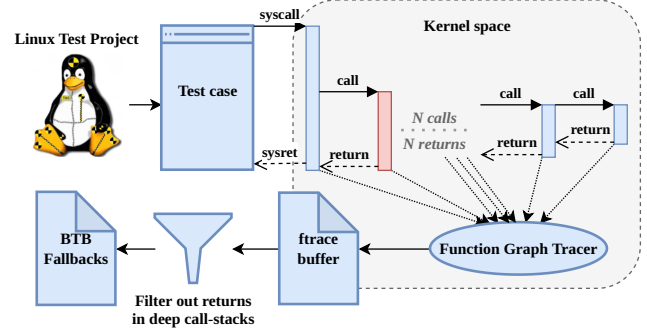 Linux Test Project
syscall
Kernel space
Test case
call
call
call
N calls
N returns
sysret
return
return
return
BTB
Fallbacks
ftrace
buffer
Function Graph Tracer
Filter out returns
in deep call-stacks